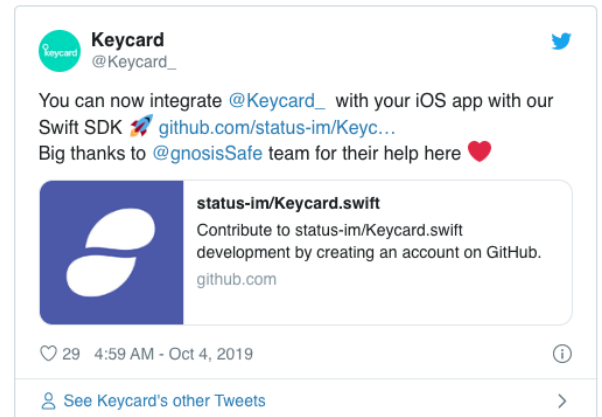 Keycard
@Keycard_
keycard
You can now integrate @Keycard_ with your iOS app with our
Swift SDK 🚀 github.com/status-im/Keyc…
Big thanks to @gnosisSafe team for their help here ❤️
status-im/Keycard.swift
Contribute to status-im/Keycard.swift
development by creating an account on GitHub.
github.com
29 4:59 AM - Oct 4, 2019
See Keycard's other Tweets